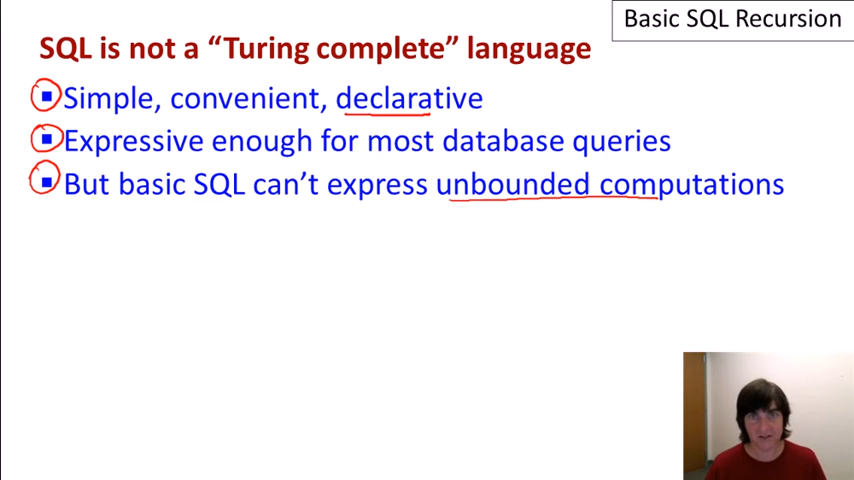 Basic SQL Recursion
SQL is not a “Turing complete” language
▪ Simple, convenient, declarative
▪ Expressive enough for most database queries
▪ But basic SQL can’t express unbounded computations